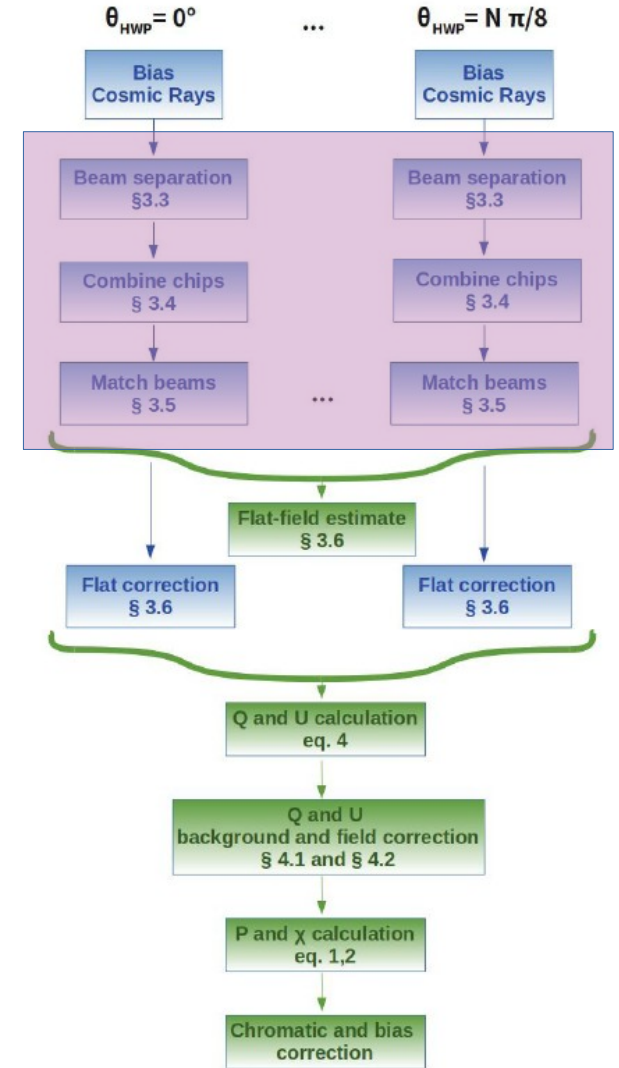 θHWP= 0° ... θHWP= N π/8
Bias
Cosmic Rays
Bias
Cosmic Rays
Beam separation
§3.3
Beam separation
§3.3
Combine chips
§ 3.4
Combine chips
§ 3.4
Match beams
§ 3.5
...
Match beams
§ 3.5
Flat-field estimate
§ 3.6
Flat correction
§ 3.6
Flat correction
§ 3.6
Q and U calculation
eq. 4
Q and U
background and field correction
§ 4.1 and § 4.2
P and χ calculation
eq. 1,2
Chromatic and bias
correction